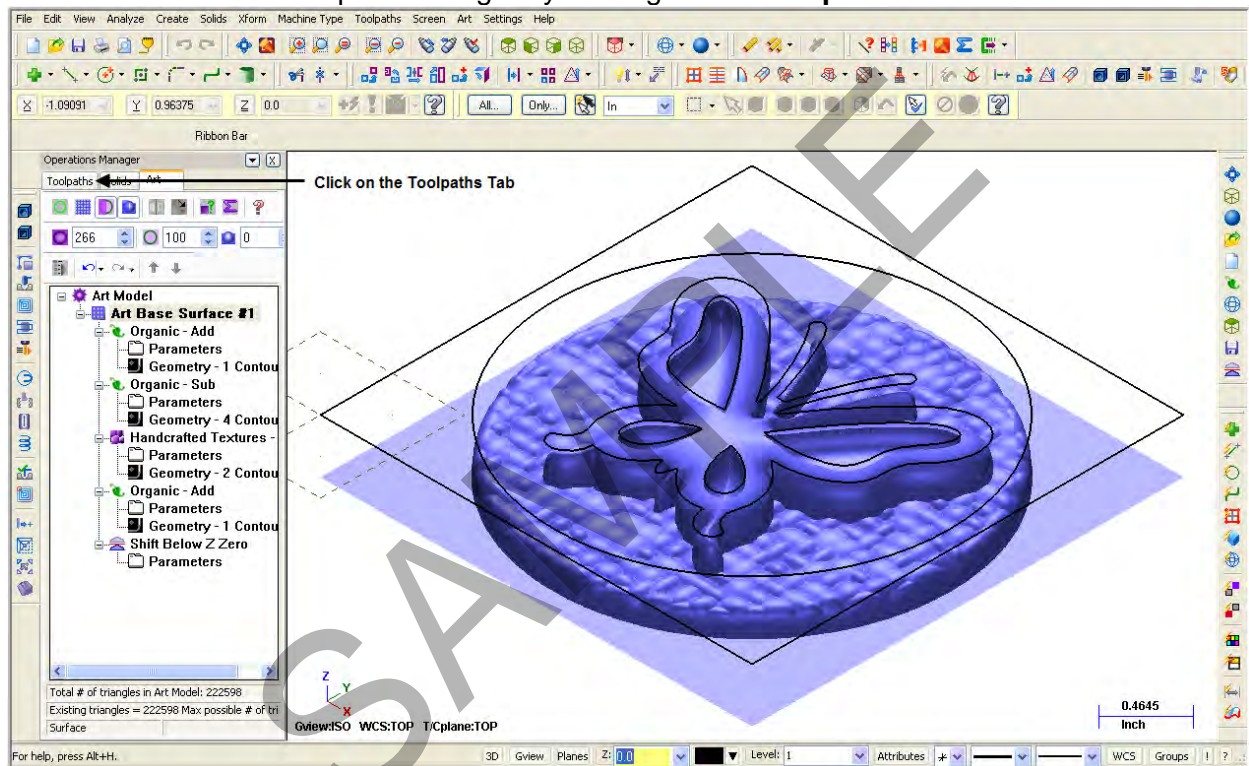 File Edit View Analyze Create Solids Xform Machine Type Toolpaths Screen Art Settings Help
X -1.09091 Y 0.96375 Z 0.0 All... Only... In
Ribbon Bar
Operations Manager
Toolpaths Solids Art
Click on the Toolpaths Tab
266 100 0
Art Model
Art Base Surface #1
Organic - Add
Parameters
Geometry - 1 Contou
Organic - Sub
Parameters
Geometry - 4 Contou
Handcrafted Textures -
Parameters
Geometry - 2 Contou
Organic - Add
Parameters
Geometry - 1 Contou
Shift Below Z Zero
Parameters
Total # of triangles in Art Model: 222598
Existing triangles = 222598 Max possible # of tri
Surface
Z
Y
X
Gview:ISO WCS:TOP T/Cplane:TOP
0.4645
Inch
For help, press Alt+H.
3D Gview Planes Z: 0.0 Level: 1 Attributes WCS Groups ! ?
SAMPLE